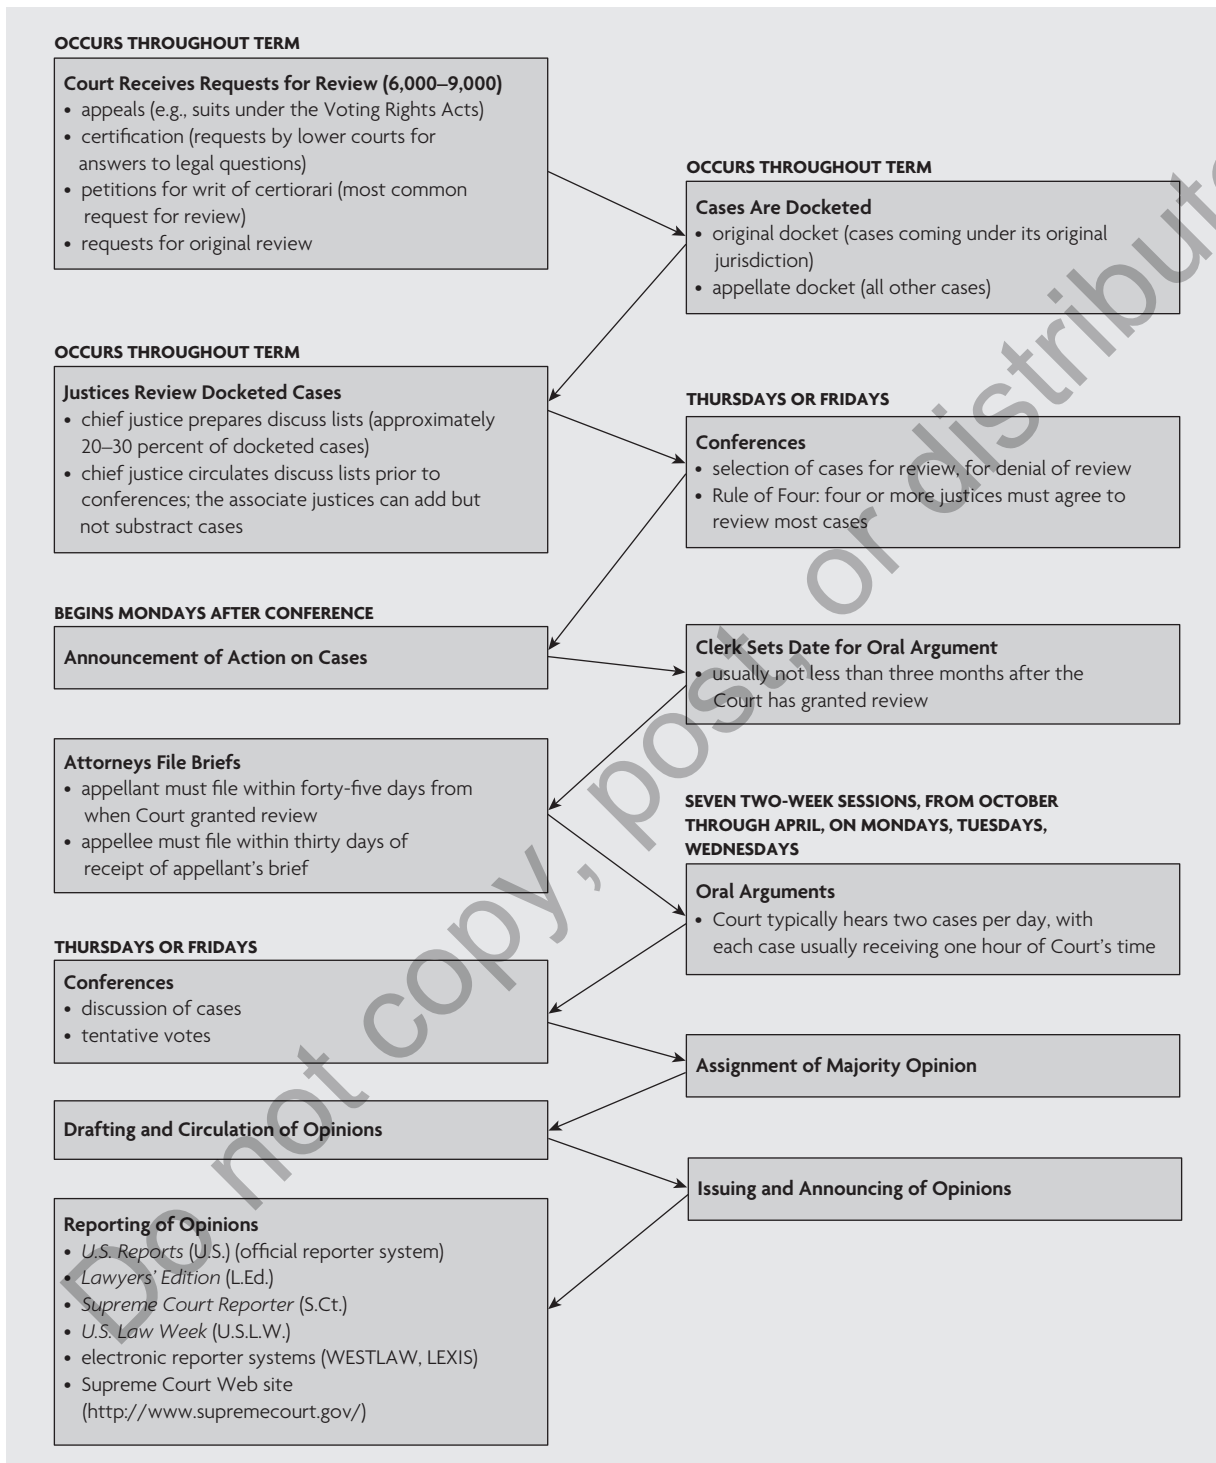 OCCURS THROUGHOUT TERM
Court Receives Requests for Review (6,000–9,000)
• appeals (e.g., suits under the Voting Rights Acts)
• certification (requests by lower courts for
answers to legal questions)
• petitions for writ of certiorari (most common
request for review)
• requests for original review
OCCURS THROUGHOUT TERM
Cases Are Docketed
• original docket (cases coming under its original
jurisdiction)
• appellate docket (all other cases)
OCCURS THROUGHOUT TERM
Justices Review Docketed Cases
• chief justice prepares discuss lists (approximately
20–30 percent of docketed cases)
• chief justice circulates discuss lists prior to
conferences; the associate justices can add but
not substract cases
THURSDAYS OR FRIDAYS
Conferences
• selection of cases for review, for denial of review
• Rule of Four: four or more justices must agree to
review most cases
BEGINS MONDAYS AFTER CONFERENCE
Announcement of Action on Cases
Clerk Sets Date for Oral Argument
• usually not less than three months after the
Court has granted review
Attorneys File Briefs
• appellant must file within forty-five days from
when Court granted review
• appellee must file within thirty days of
receipt of appellant’s brief
SEVEN TWO-WEEK SESSIONS, FROM OCTOBER
THROUGH APRIL, ON MONDAYS, TUESDAYS,
WEDNESDAYS
Oral Arguments
• Court typically hears two cases per day, with
each case usually receiving one hour of Court’s time
THURSDAYS OR FRIDAYS
Conferences
• discussion of cases
• tentative votes
Assignment of Majority Opinion
Drafting and Circulation of Opinions
Issuing and Announcing of Opinions
Reporting of Opinions
• U.S. Reports (U.S.) (official reporter system)
• Lawyers’ Edition (L.Ed.)
• Supreme Court Reporter (S.Ct.)
• U.S. Law Week (U.S.L.W.)
• electronic reporter systems (WESTLAW, LEXIS)
• Supreme Court Web site
(http://www.supremecourt.gov/)
Do not copy, post, or distribute